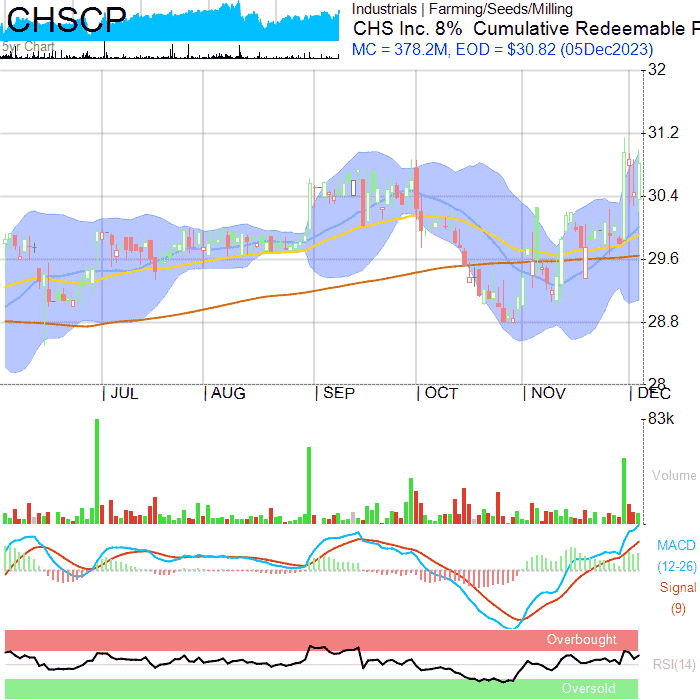 CHSCP
5yr Chart
Industrials | Farming/Seeds/Milling
CHS Inc. 8% Cumulative Redeemable P
MC = 378.2M, EOD = $30.82 (05Dec2023)
32
31.2
30.4
29.6
28.8
28
JUL AUG SEP OCT NOV DEC
83k
Volume
MACD
(12-26)
Signal
(9)
Overbought
RSI(14)
Oversold